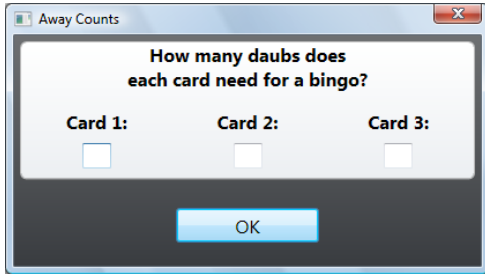 Away Counts
How many daubs does
each card need for a bingo?
Card 1: Card 2: Card 3:
OK